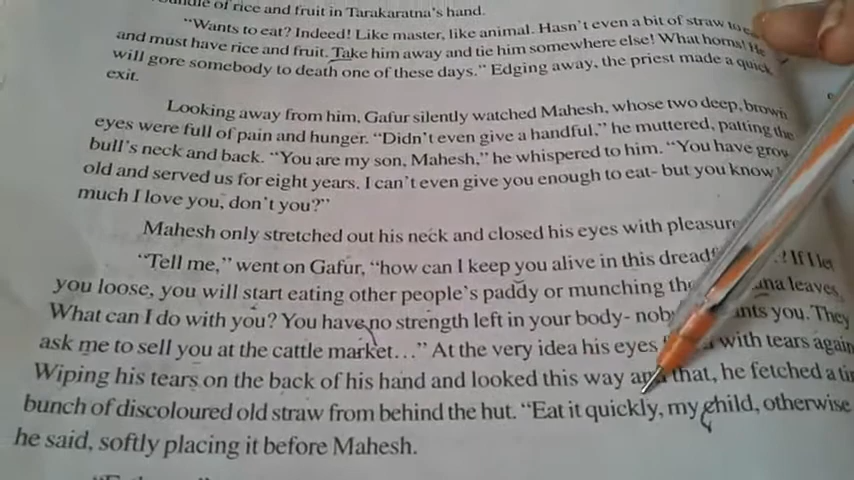 of rice and fruit in Tarakaratna's hand.
"Wants to eat? Indeed! Like master, like animal. Hasn't even a bit of straw to
and must have rice and fruit. Take him away and tie him somewhere else! What horns! He
will gore somebody to death one of these days." Edging away, the priest made a quick
exit.
Looking away from him, Gafur silently watched Mahesh, whose two deep, brown
eyes were full of pain and hunger. "Didn't even give a handful," he muttered, patting the
bull's neck and back. "You are my son, Mahesh," he whispered to him. "You have grow
old and served us for eight years. I can't even give you enough to eat- but you know
much I love you, don't you?"
Mahesh only stretched out his neck and closed his eyes with pleasure
"Tell me," went on Gafur, "how can I keep you alive in this ? If I let
you loose, you will start eating other people's paddy or munching leaves.
What can I do with you? You have no strength left in your body- you. They
ask me to sell you at the cattle market..." At the very idea his eyes with tears again
Wiping his tears on the back of his hand and looked this way and that, he fetched a
bunch of discoloured old straw from behind the hut. "Eat it quickly, my child, otherwise
he said, softly placing it before Mahesh.